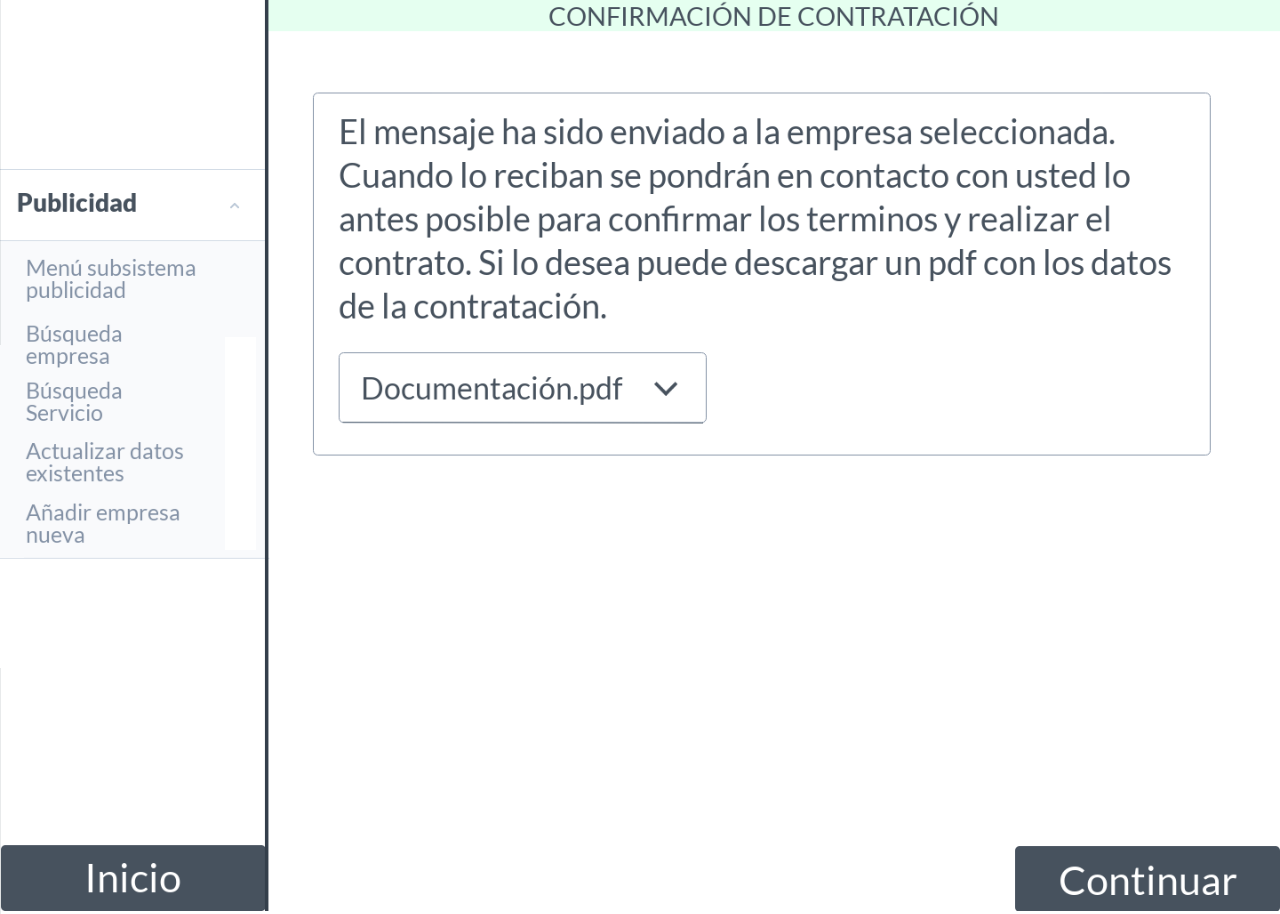 CONFIRMACIÓN DE CONTRATACIÓN
Publicidad
Menú subsistema
publicidad
Búsqueda
empresa
Búsqueda
Servicio
Actualizar datos
existentes
Añadir empresa
nueva
El mensaje ha sido enviado a la empresa seleccionada.
Cuando lo reciban se pondrán en contacto con usted lo
antes posible para confirmar los terminos y realizar el
contrato. Si lo desea puede descargar un pdf con los datos
de la contratación.
Documentación.pdf
Inicio
Continuar